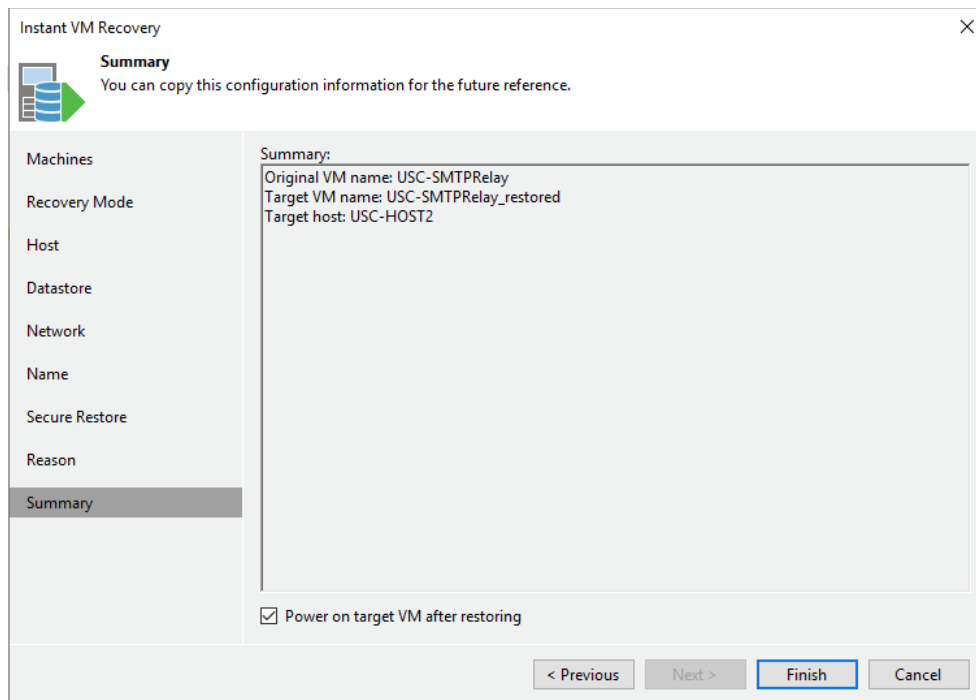 Instant VM Recovery
Summary
You can copy this configuration information for the future reference.
Machines
Recovery Mode
Host
Datastore
Network
Name
Secure Restore
Reason
Summary
Summary:
Original VM name: USC-SMTPRelay
Target VM name: USC-SMTPRelay_restored
Target host: USC-HOST2
Power on target VM after restoring
< Previous
Next >
Finish
Cancel